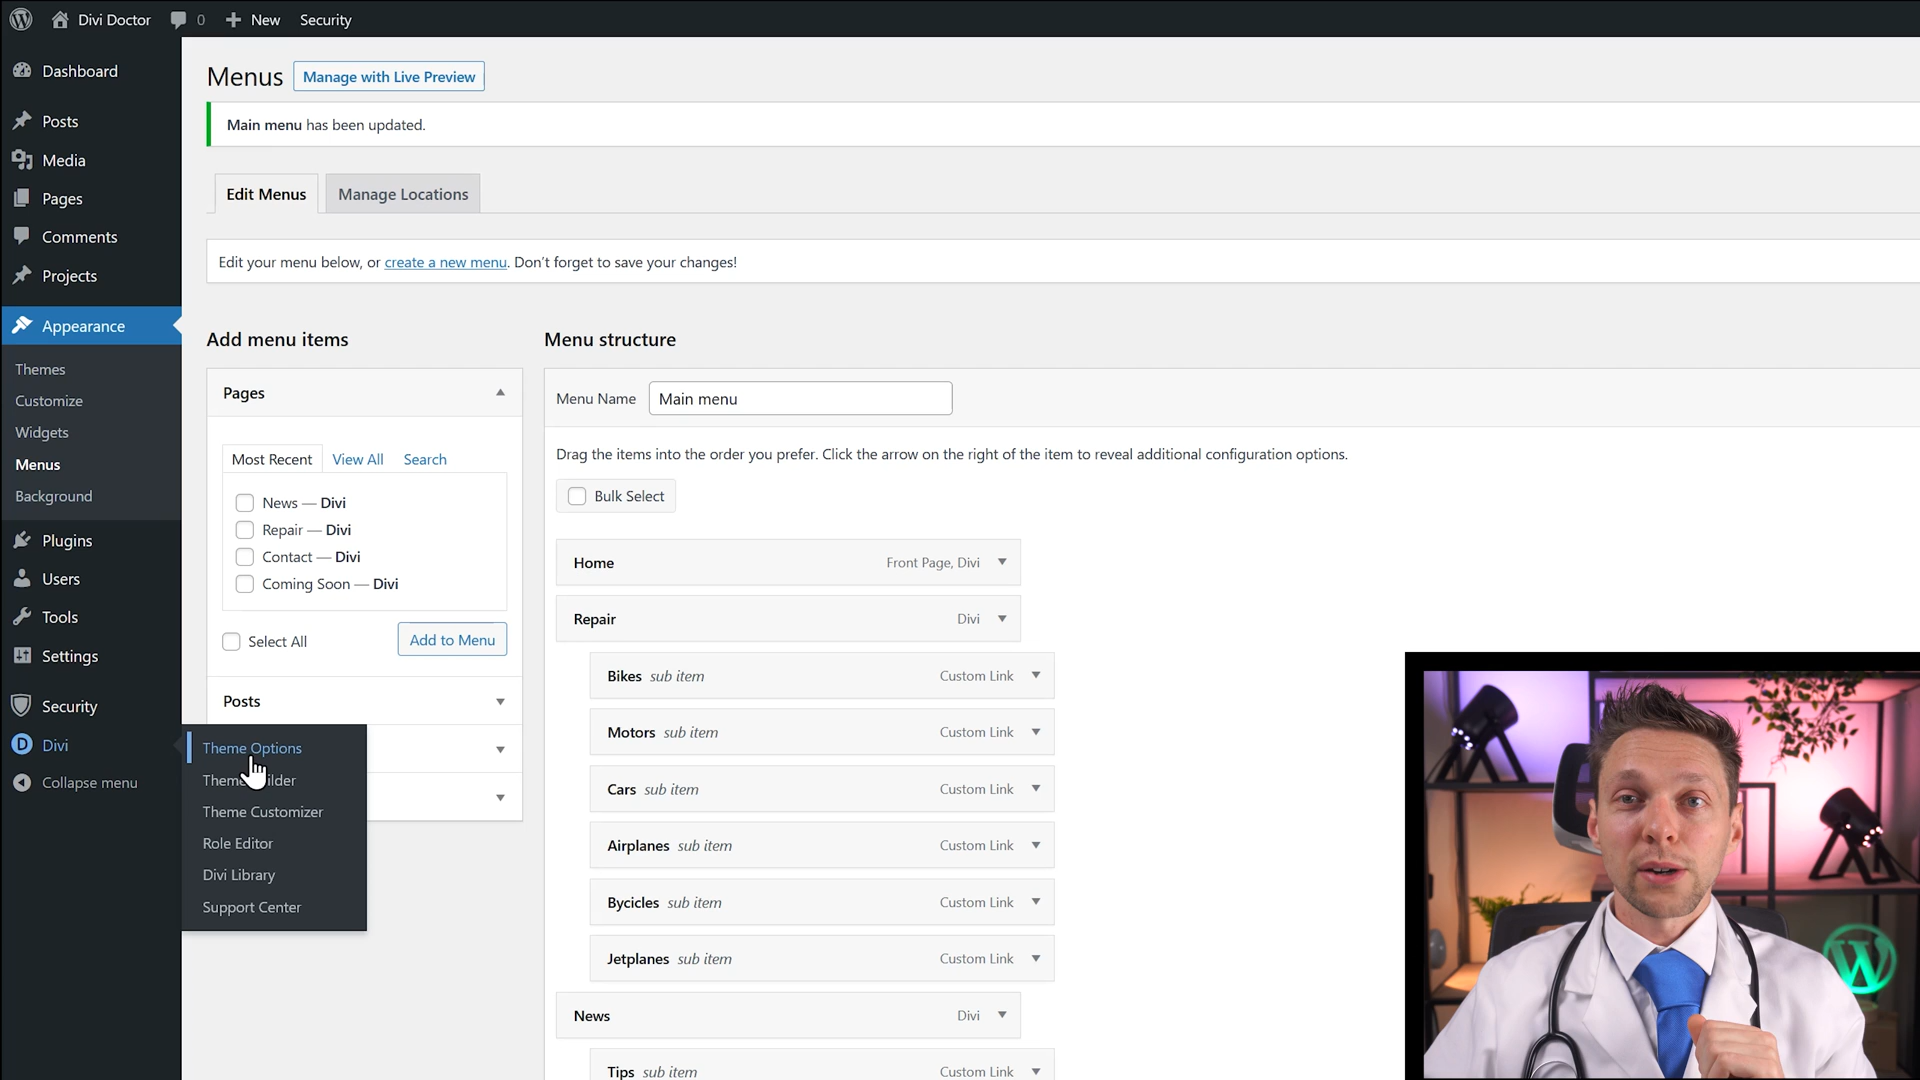 Divi Doctor 0 New Security
Dashboard
Posts
Media
Pages
Comments
Projects
Appearance
Themes
Customize
Widgets
Menus
Background
Plugins
Users
Tools
Settings
Security
Divi
Collapse menu
Theme Options
Theme Customizer
Role Editor
Divi Library
Support Center
Menus Manage with Live Preview
Main menu has been updated.
Edit Menus Manage Locations
Edit your menu below, or create a new menu. Don't forget to save your changes!
Add menu items
Pages
Most Recent View All Search
News — Divi
Repair — Divi
Contact — Divi
Coming Soon — Divi
Select All Add to Menu
Posts
Menu structure
Menu Name Main menu
Drag the items into the order you prefer. Click the arrow on the right of the item to reveal additional configuration options.
Bulk Select
Home Front Page, Divi
Repair Divi
Bikes sub item Custom Link
Motors sub item Custom Link
Cars sub item Custom Link
Airplanes sub item Custom Link
Bycicles sub item Custom Link
Jetplanes sub item Custom Link
News Divi
Tips sub item Custom Link